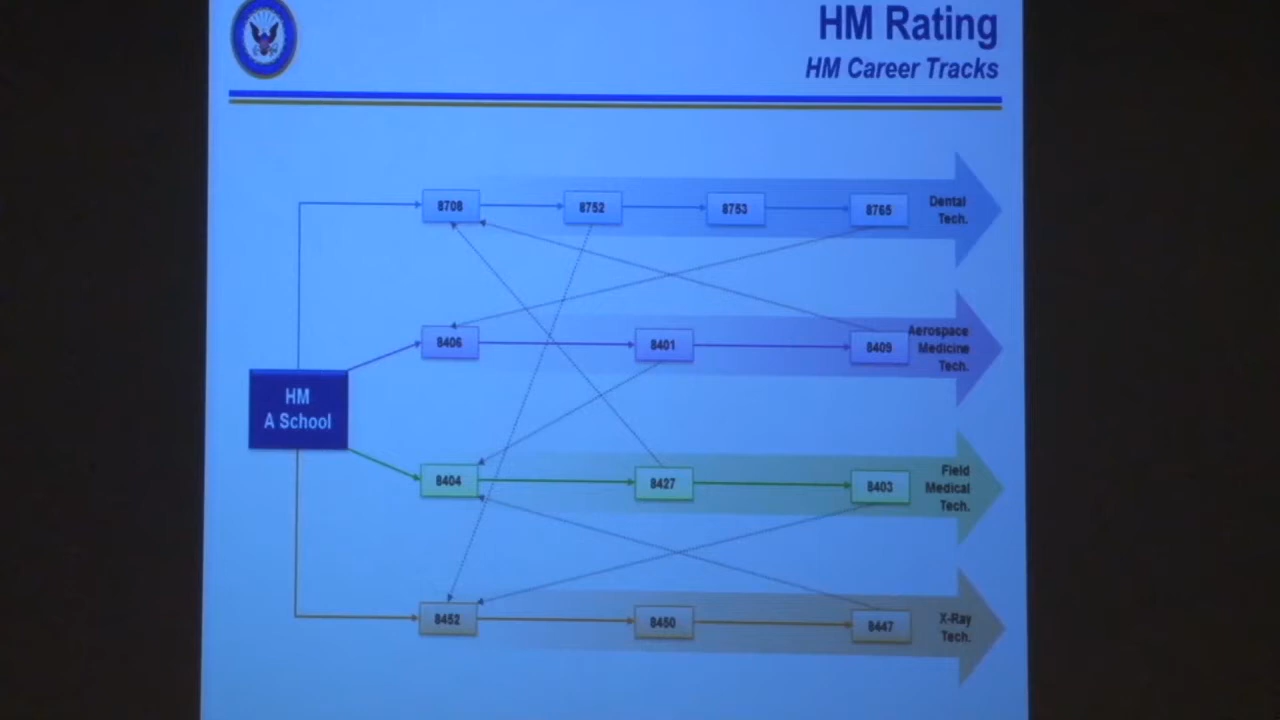 HM Rating
HM Career Tracks
8708
8752
8753
8765
Dental
Tech.
8406
8401
8409
Aerospace
Medicine
Tech.
HM
A School
8404
8427
8403
Field
Medical
Tech.
8452
8450
8447
X-Ray
Tech.